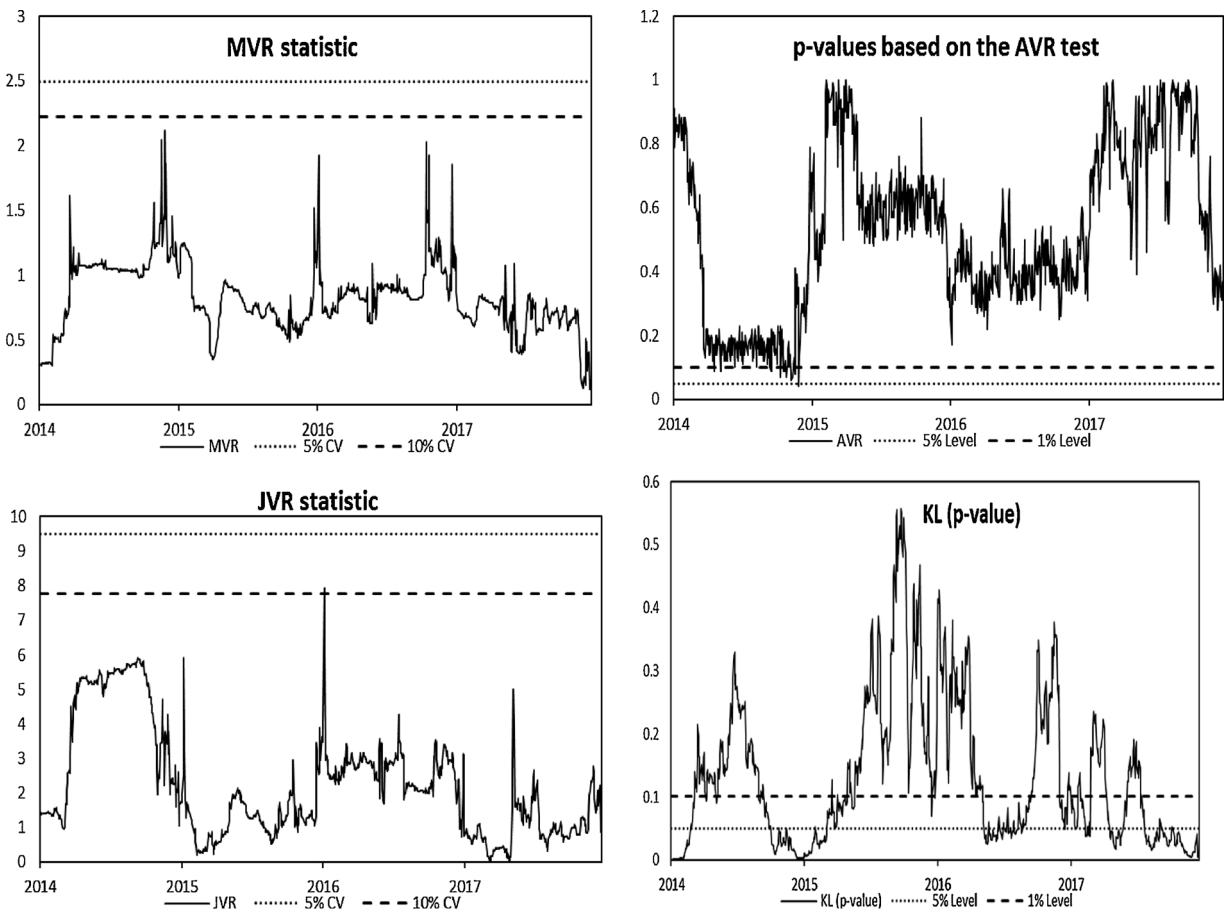 MVR statistic
3
2.5
2
1.5
1
0.5
0
2014 2015 2016 2017
MVR 5% CV 10% CV
p-values based on the AVR test
1.2
1
0.8
0.6
0.4
0.2
0
2014 2015 2016 2017
AVR 5% Level 1% Level
JVR statistic
10
9
8
7
6
5
4
3
2
1
0
2014 2015 2016 2017
JVR 5% CV 10% CV
KL (p-value)
0.6
0.5
0.4
0.3
0.2
0.1
0
2014 2015 2016 2017
KL (p-value) 5% Level 1% Level